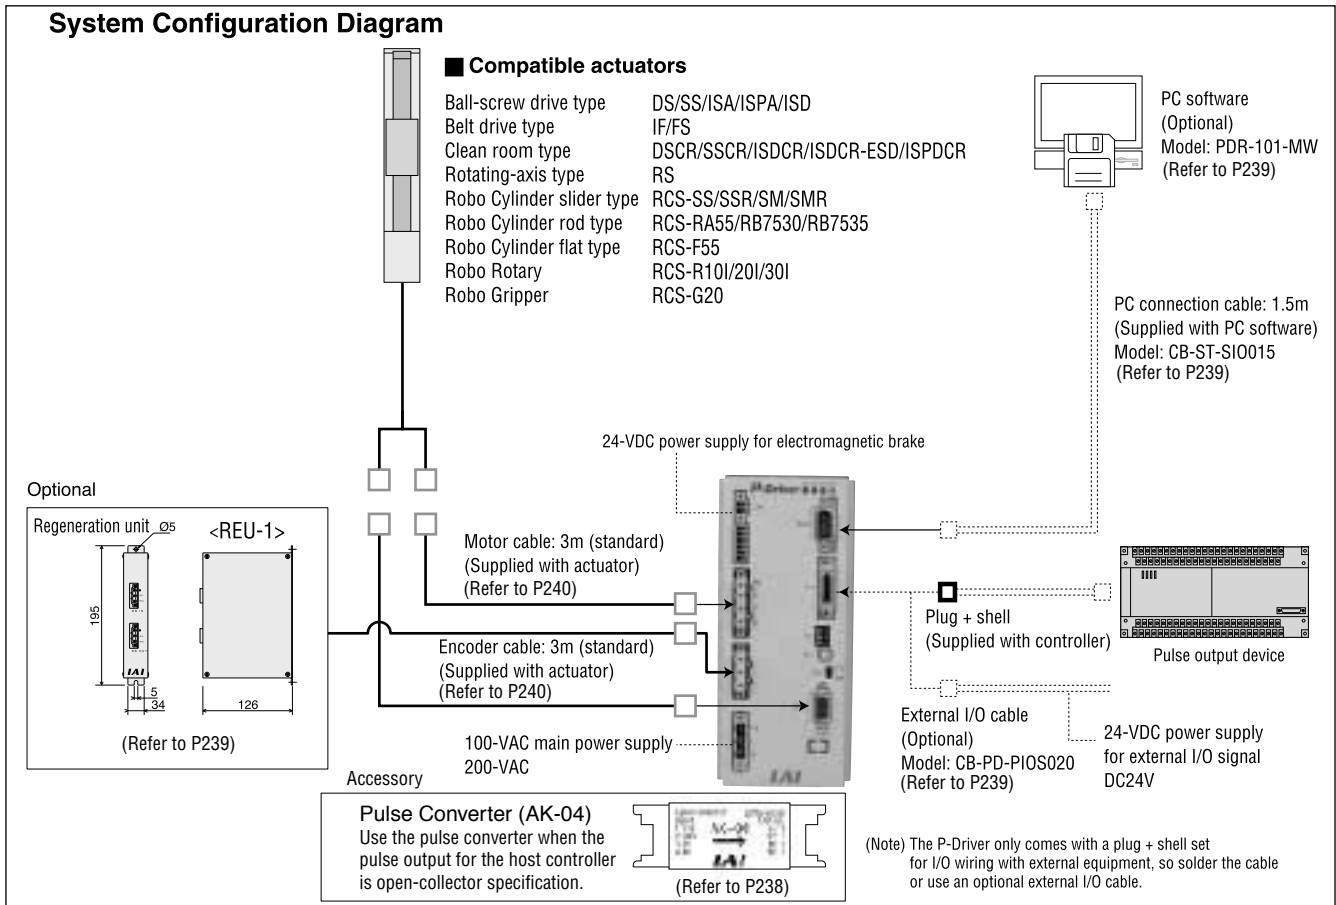 System Configuration Diagram
■ Compatible actuators
Ball-screw drive type DS/SS/ISA/ISPA/ISD
Belt drive type IF/FS
Clean room type DSCR/SSCR/ISDCR/ISDCR-ESD/ISPDCR
Rotating-axis type RS
Robo Cylinder slider type RCS-SS/SSR/SM/SMR
Robo Cylinder rod type RCS-RA55/RB7530/RB7535
Robo Cylinder flat type RCS-F55
Robo Rotary RCS-R10I/20I/30I
Robo Gripper RCS-G20
PC software
(Optional)
Model: PDR-101-MW
(Refer to P239)
PC connection cable: 1.5m
(Supplied with PC software)
Model: CB-ST-SIO015
(Refer to P239)
24-VDC power supply for electromagnetic brake
Optional
Regeneration unit
Ø5
<REU-1>
195
IAI
5
34
126
(Refer to P239)
Motor cable: 3m (standard)
(Supplied with actuator)
(Refer to P240)
Encoder cable: 3m (standard)
(Supplied with actuator)
(Refer to P240)
100-VAC main power supply
200-VAC
P-Driver
IAI
Plug + shell
(Supplied with controller)
Pulse output device
External I/O cable
(Optional)
Model: CB-PD-PIOS020
(Refer to P239)
24-VDC power supply
for external I/O signal
DC24V
Accessory
Pulse Converter (AK-04)
Use the pulse converter when the
pulse output for the host controller
is open-collector specification.
AK-04
IAI
(Refer to P238)
(Note) The P-Driver only comes with a plug + shell set
for I/O wiring with external equipment, so solder the cable
or use an optional external I/O cable.